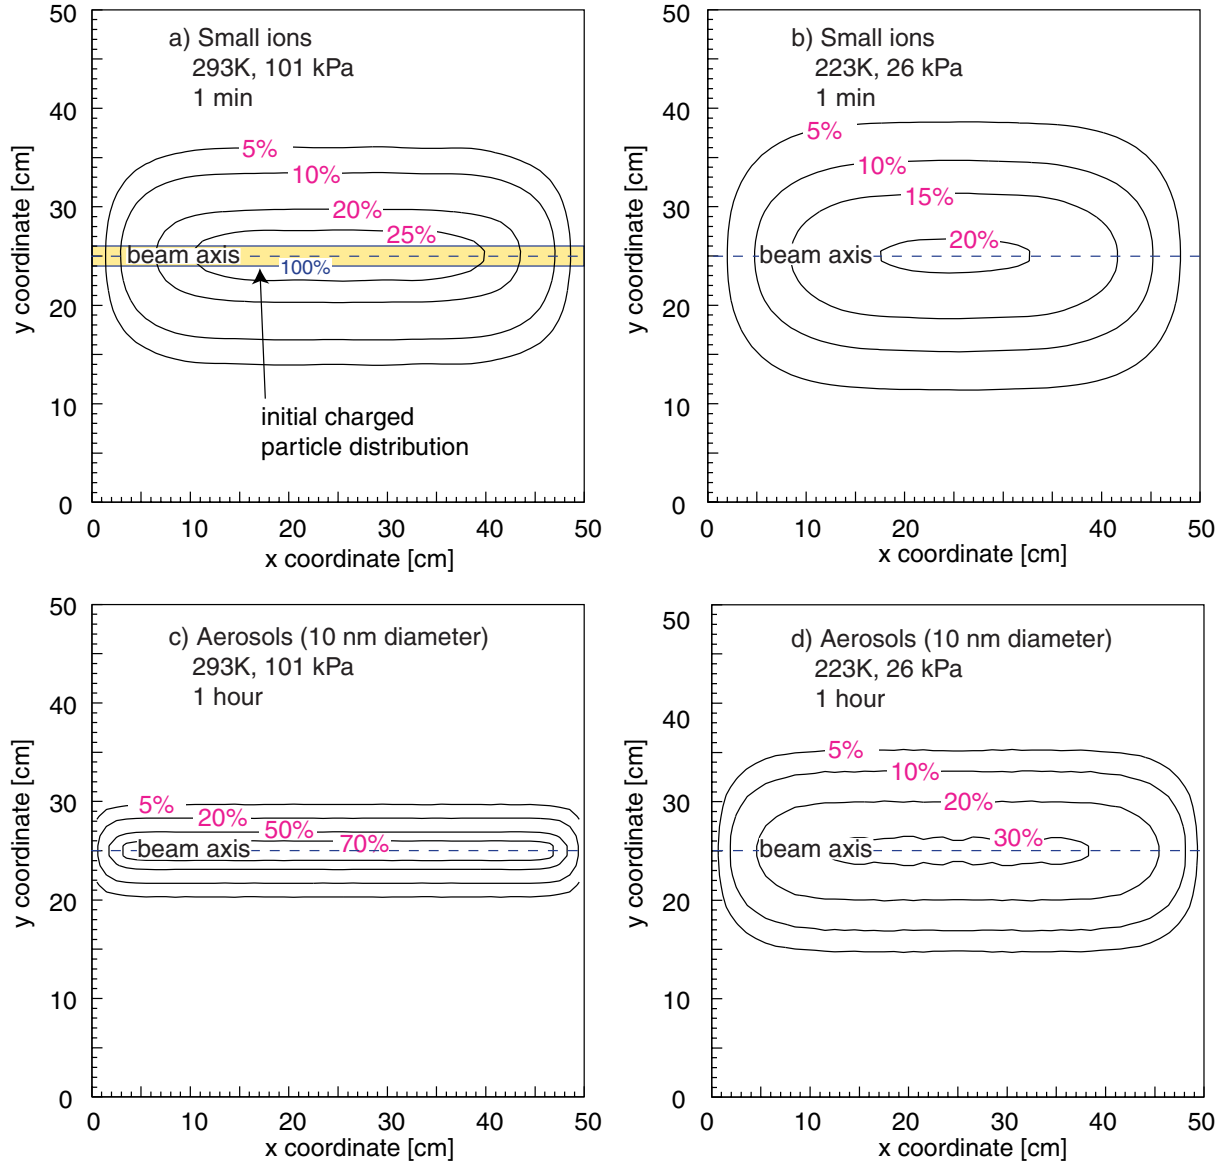 a) Small ions
293K, 101 kPa
1 min
5%
10%
20%
25%
beam axis
100%
initial charged
particle distribution
50
40
30
20
10
0
y coordinate [cm]
0 10 20 30 40 50
x coordinate [cm]
b) Small ions
223K, 26 kPa
1 min
5%
10%
15%
20%
beam axis
50
40
30
20
10
0
y coordinate [cm]
0 10 20 30 40 50
x coordinate [cm]
c) Aerosols (10 nm diameter)
293K, 101 kPa
1 hour
5%
20%
50%
70%
beam axis
50
40
30
20
10
0
y coordinate [cm]
0 10 20 30 40 50
x coordinate [cm]
d) Aerosols (10 nm diameter)
223K, 26 kPa
1 hour
5%
10%
20%
30%
beam axis
50
40
30
20
10
0
y coordinate [cm]
0 10 20 30 40 50
x coordinate [cm]